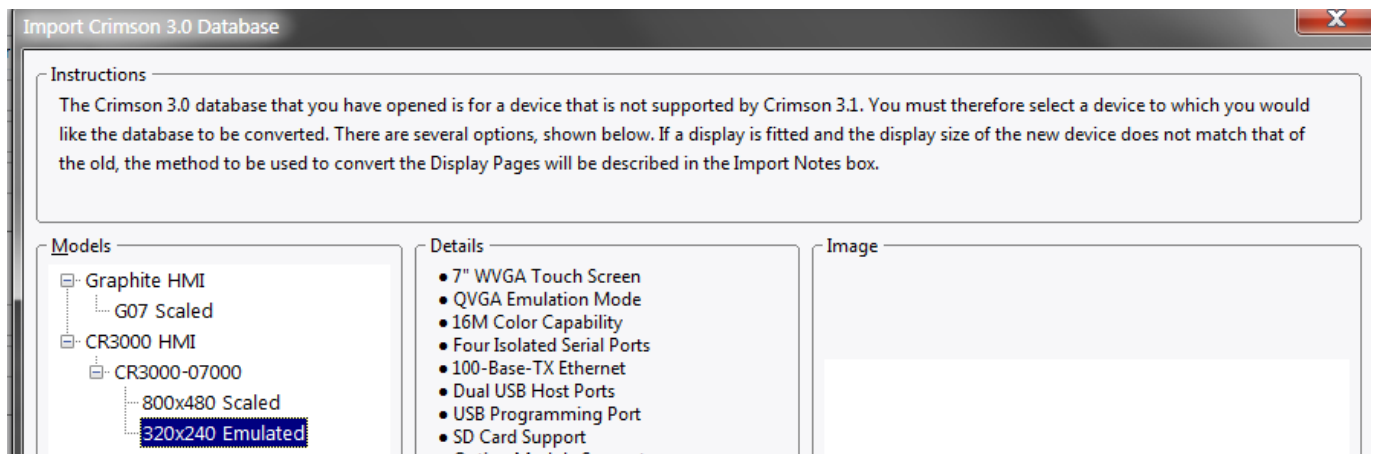 Import Crimson 3.0 Database
Instructions
The Crimson 3.0 database that you have opened is for a device that is not supported by Crimson 3.1. You must therefore select a device to which you would
like the database to be converted. There are several options, shown below. If a display is fitted and the display size of the new device does not match that of
the old, the method to be used to convert the Display Pages will be described in the Import Notes box.
Models
Graphite HMI
G07 Scaled
CR3000 HMI
CR3000-07000
800x480 Scaled
320x240 Emulated
Details
● 7" WVGA Touch Screen
● QVGA Emulation Mode
● 16M Color Capability
● Four Isolated Serial Ports
● 100-Base-TX Ethernet
● Dual USB Host Ports
● USB Programming Port
● SD Card Support
Image